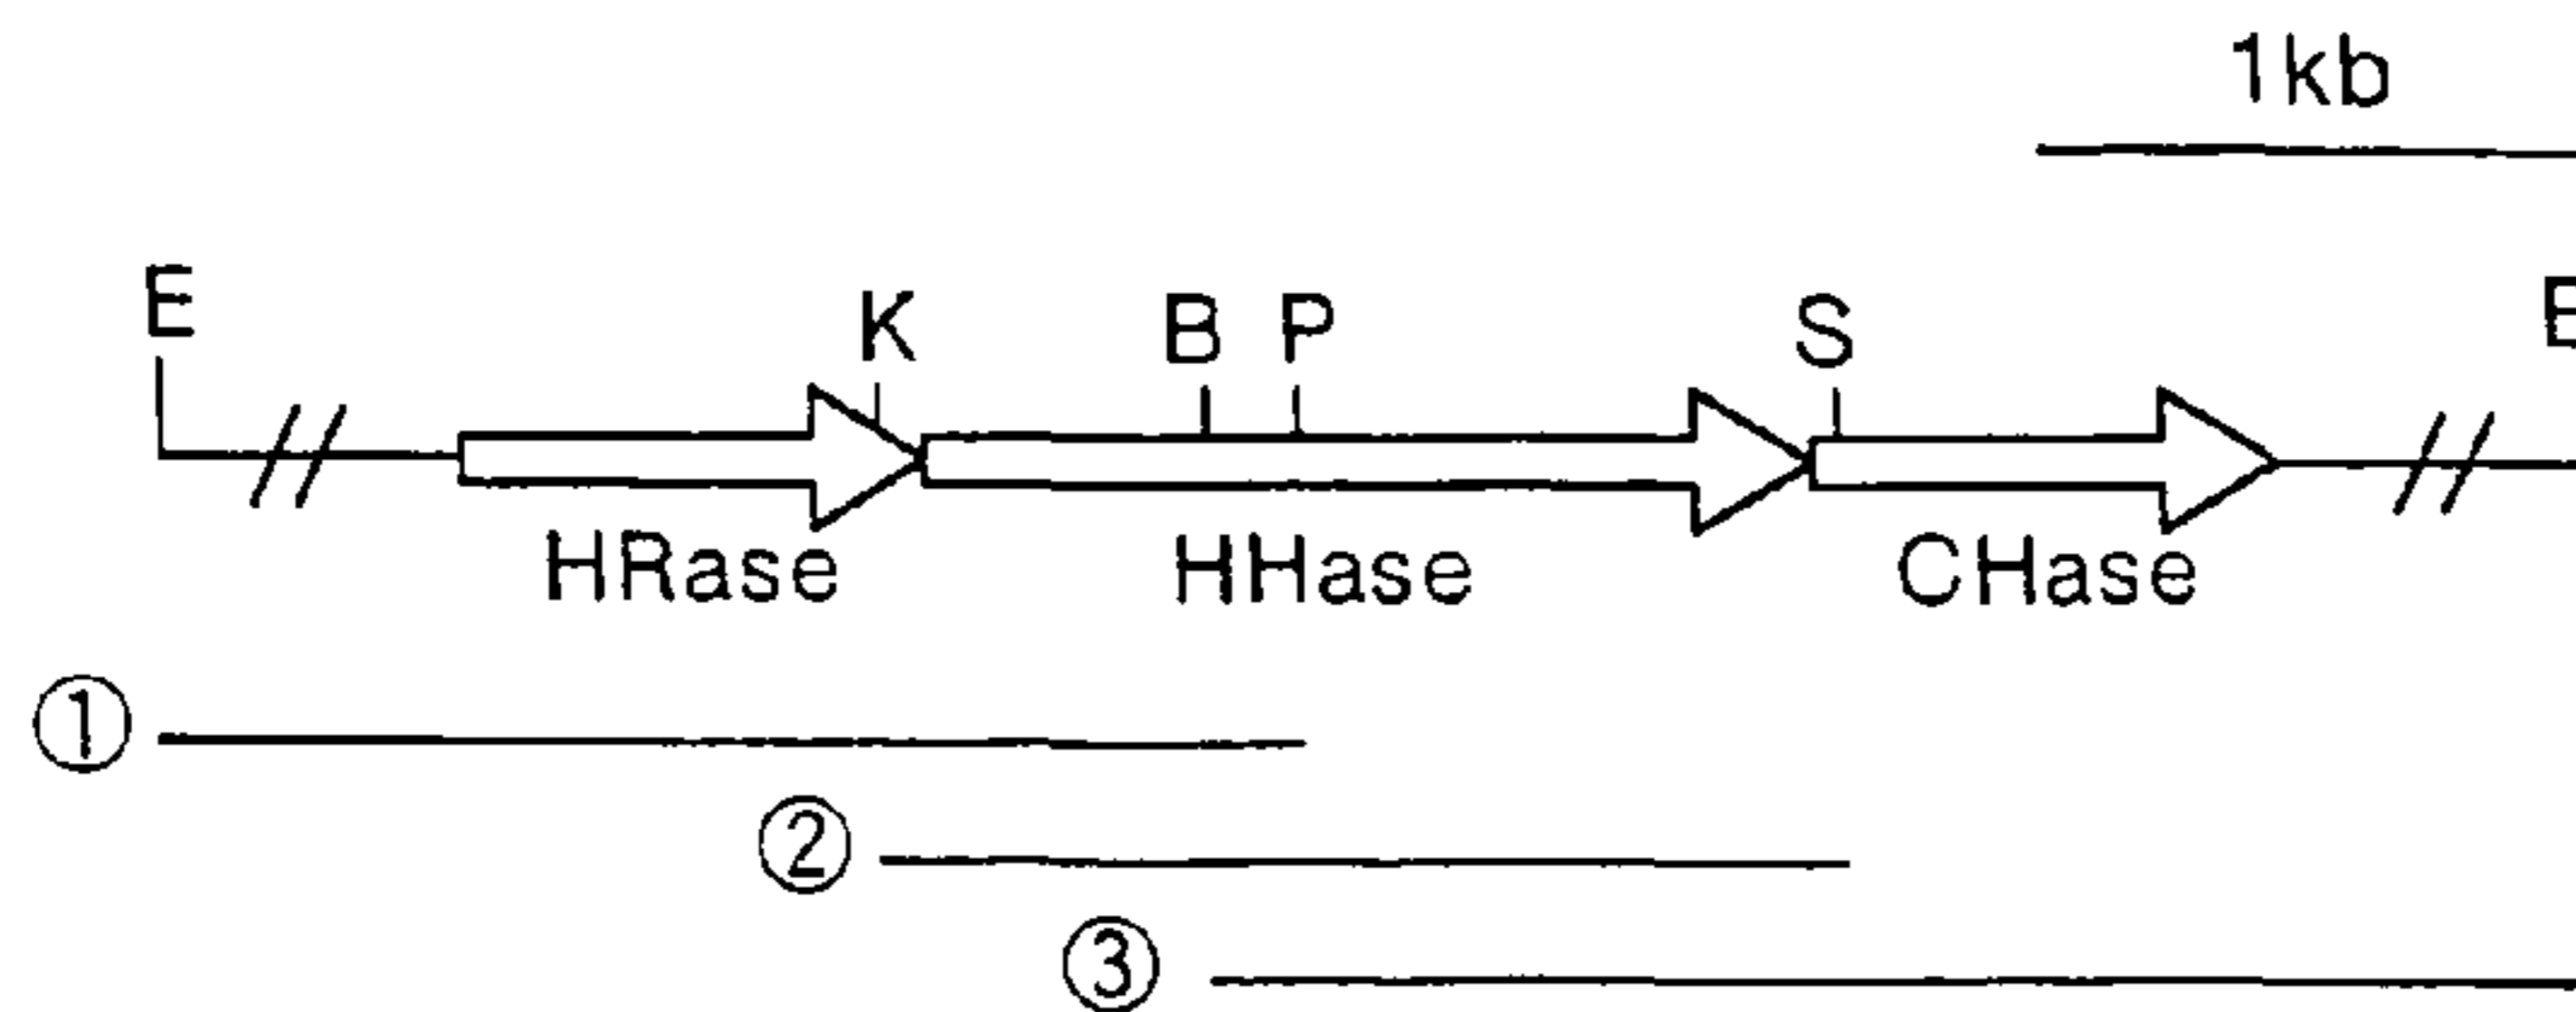 1kb
E K B P S E
HRase HHase CHase
①
②
③